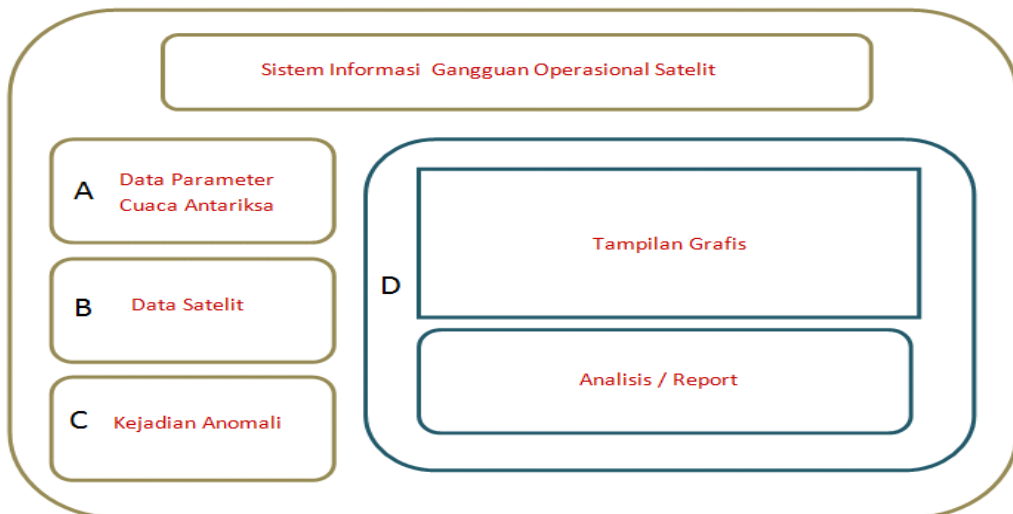 Sistem Informasi  Gangguan Operasional Satelit
A
Data Parameter
Cuaca Antariksa
B
Data Satelit
C
Kejadian Anomali
D
Tampilan Grafis
Analisis / Report